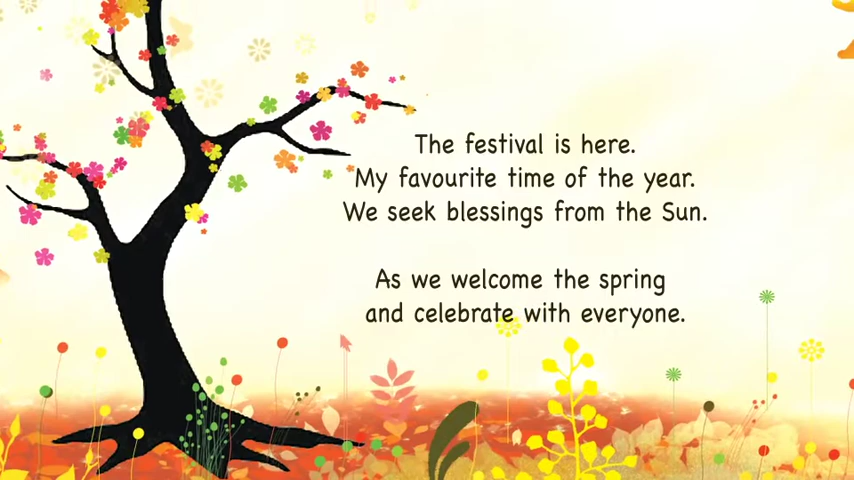 The festival is here.
My favourite time of the year.
We seek blessings from the Sun.
As we welcome the spring
and celebrate with everyone.